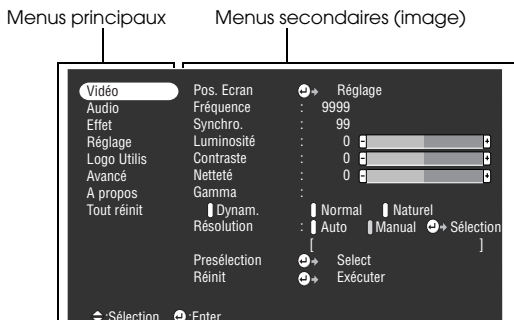 Menus principaux Menus secondaires (image)
Vidéo Pos. Ecran Réglage
Audio Fréquence : 9999
Effet Synchro. : 99
Réglage Luminosité : 0 - +
Logo Utilis Contraste : 0 - +
Avancé Netteté : 0 - +
A propos Gamma :
Tout réinit Dynam. Normal Naturel
Résolution : Auto Manual Sélection
[ ]
Presélection Select
Réinit Exécuter
:Sélection :Enter